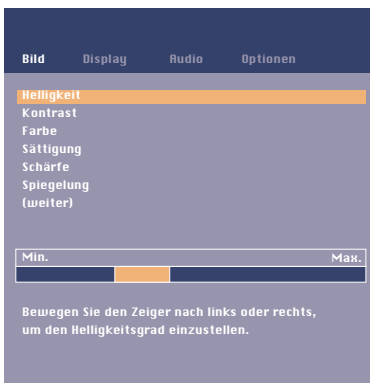 Bild Display Audio Optionen
Helligkeit
Kontrast
Farbe
Sättigung
Schärfe
Spiegelung
(weiter)
Min. Max.
Bewegen Sie den Zeiger nach links oder rechts,
um den Helligkeitsgrad einzustellen.